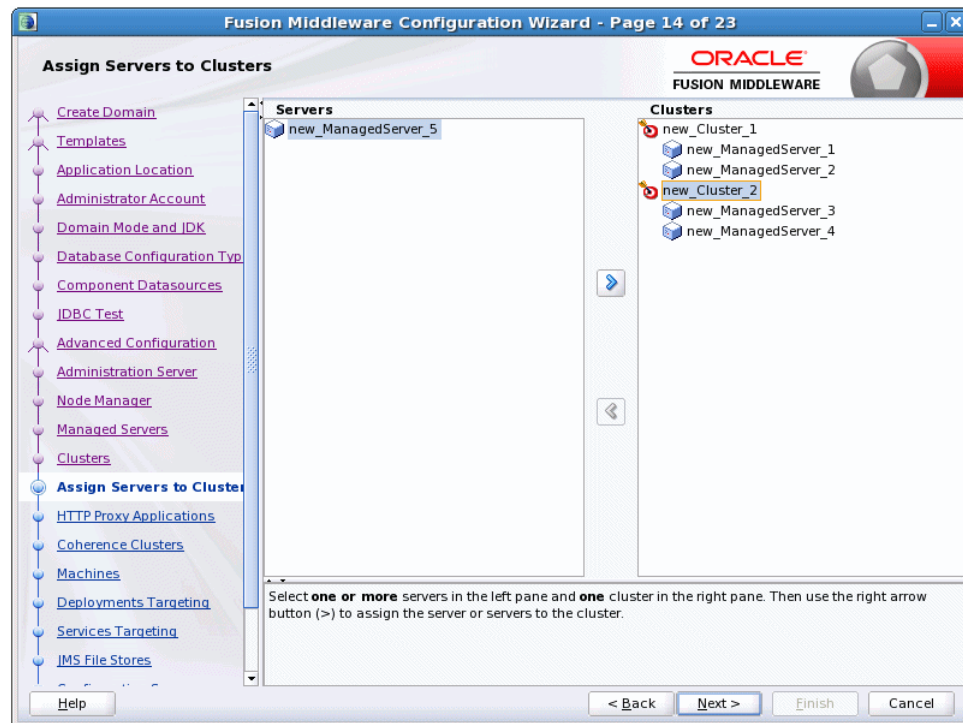 Fusion Middleware Configuration Wizard - Page 14 of 23
Assign Servers to Clusters
ORACLE
FUSION MIDDLEWARE
Create Domain
Templates
Application Location
Administrator Account
Domain Mode and JDK
Database Configuration Typ
Component Datasources
JDBC Test
Advanced Configuration
Administration Server
Node Manager
Managed Servers
Clusters
Assign Servers to Cluster
HTTP Proxy Applications
Coherence Clusters
Machines
Deployments Targeting
Services Targeting
JMS File Stores
Servers
new_ManagedServer_5
Clusters
new_Cluster_1
new_ManagedServer_1
new_ManagedServer_2
new_Cluster_2
new_ManagedServer_3
new_ManagedServer_4
Select one or more servers in the left pane and one cluster in the right pane. Then use the right arrow
button (>) to assign the server or servers to the cluster.
Help
< Back
Next >
Finish
Cancel